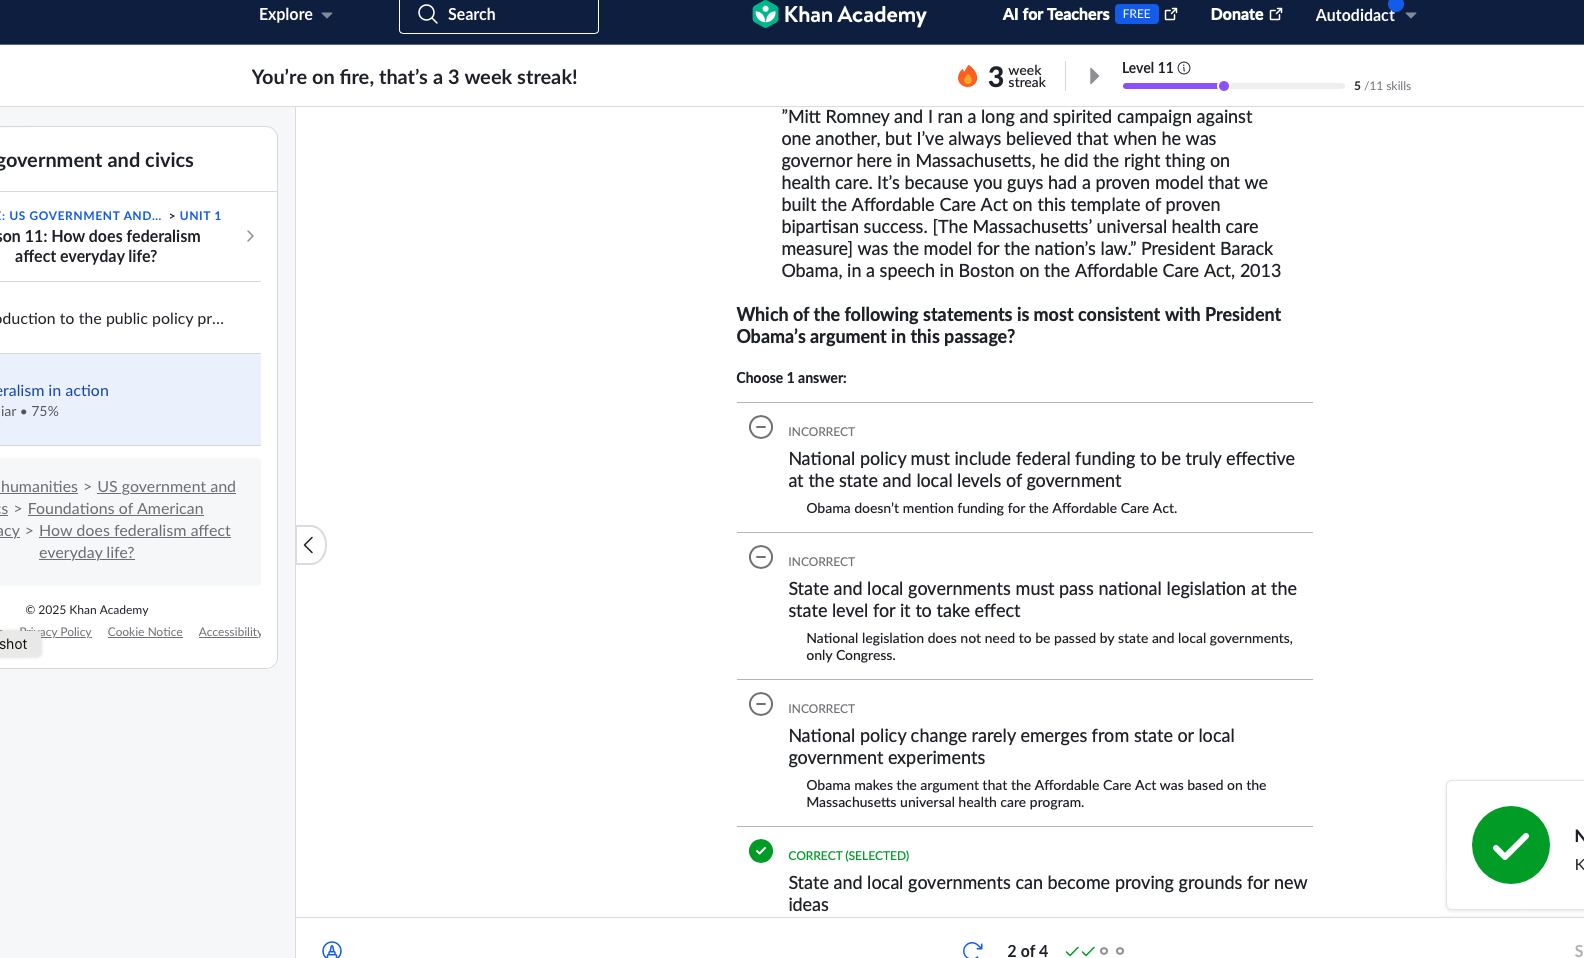 Explore
Search
Khan Academy
AI for Teachers FREE
Donate
Autodidact
You're on fire, that's a 3 week streak!
3 week streak
Level 11
5 /11 skills
government and civics
: US GOVERNMENT AND... > UNIT 1
son 11: How does federalism
affect everyday life?
oduction to the public policy pr...
eralism in action
iar • 75%
humanities > US government and
cs > Foundations of American
acy > How does federalism affect
everyday life?
© 2025 Khan Academy
Privacy Policy
Cookie Notice
Accessibility
shot
”Mitt Romney and I ran a long and spirited campaign against
one another, but I’ve always believed that when he was
governor here in Massachusetts, he did the right thing on
health care. It’s because you guys had a proven model that we
built the Affordable Care Act on this template of proven
bipartisan success. [The Massachusetts’ universal health care
measure] was the model for the nation’s law.” President Barack
Obama, in a speech in Boston on the Affordable Care Act, 2013
Which of the following statements is most consistent with President
Obama’s argument in this passage?
Choose 1 answer:
INCORRECT
National policy must include federal funding to be truly effective
at the state and local levels of government
Obama doesn’t mention funding for the Affordable Care Act.
INCORRECT
State and local governments must pass national legislation at the
state level for it to take effect
National legislation does not need to be passed by state and local governments,
only Congress.
INCORRECT
National policy change rarely emerges from state or local
government experiments
Obama makes the argument that the Affordable Care Act was based on the
Massachusetts universal health care program.
CORRECT (SELECTED)
State and local governments can become proving grounds for new
ideas
N
K
2 of 4
S